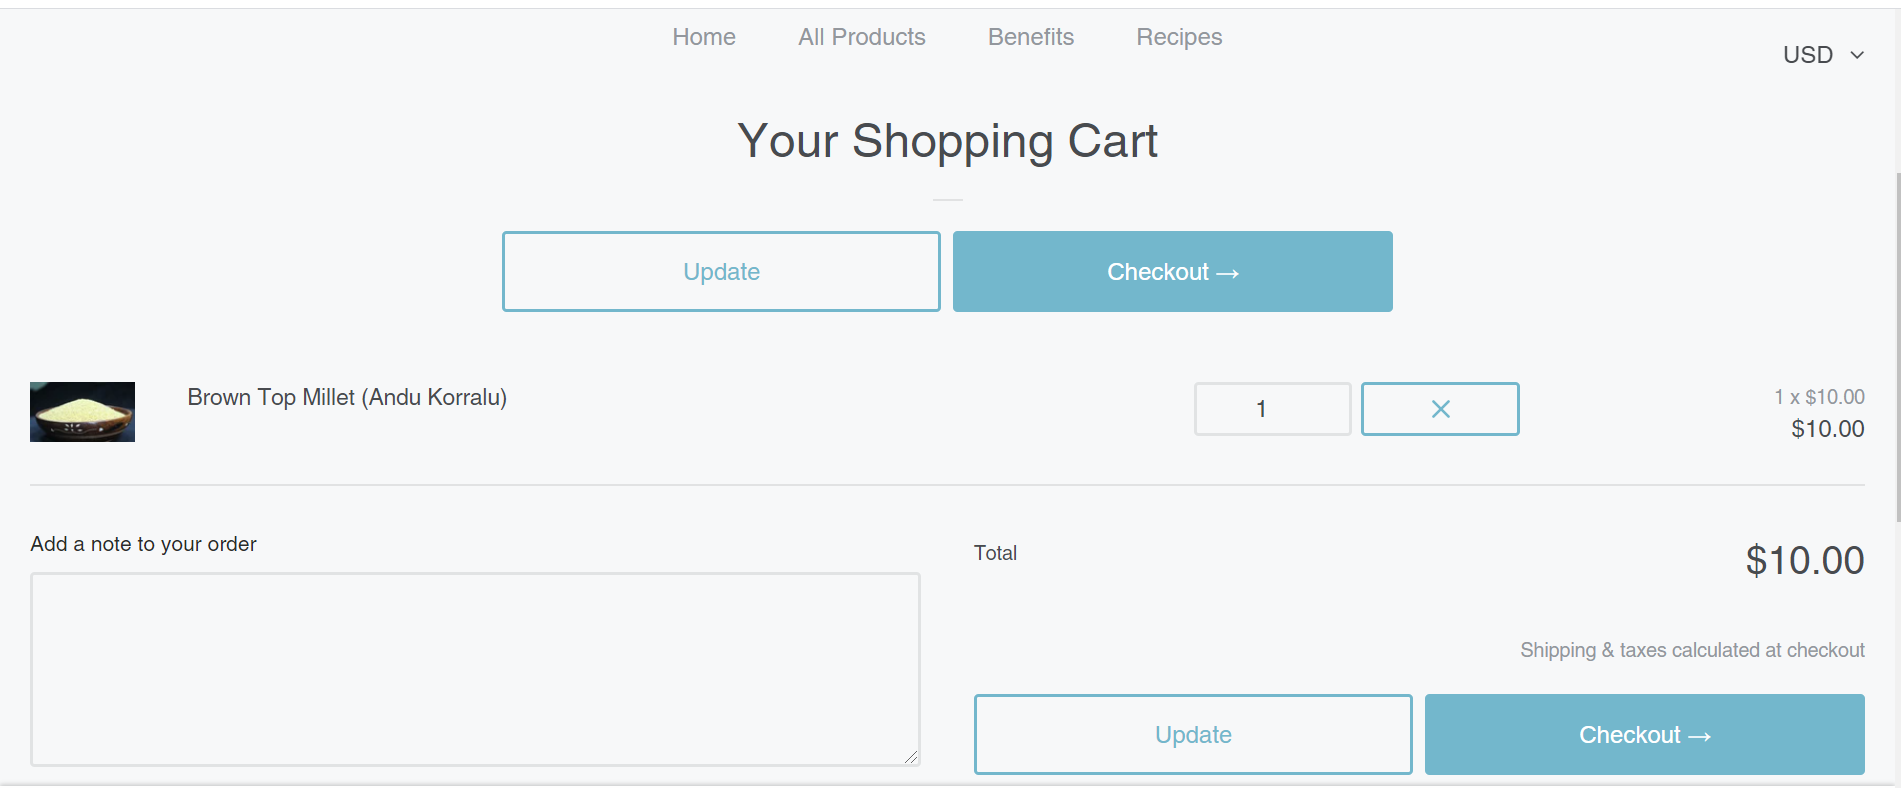 Home All Products Benefits Recipes
USD
Your Shopping Cart
Update Checkout →
Brown Top Millet (Andu Korralu) 1 1 x $10.00
$10.00
Add a note to your order
Total $10.00
Shipping & taxes calculated at checkout
Update Checkout →